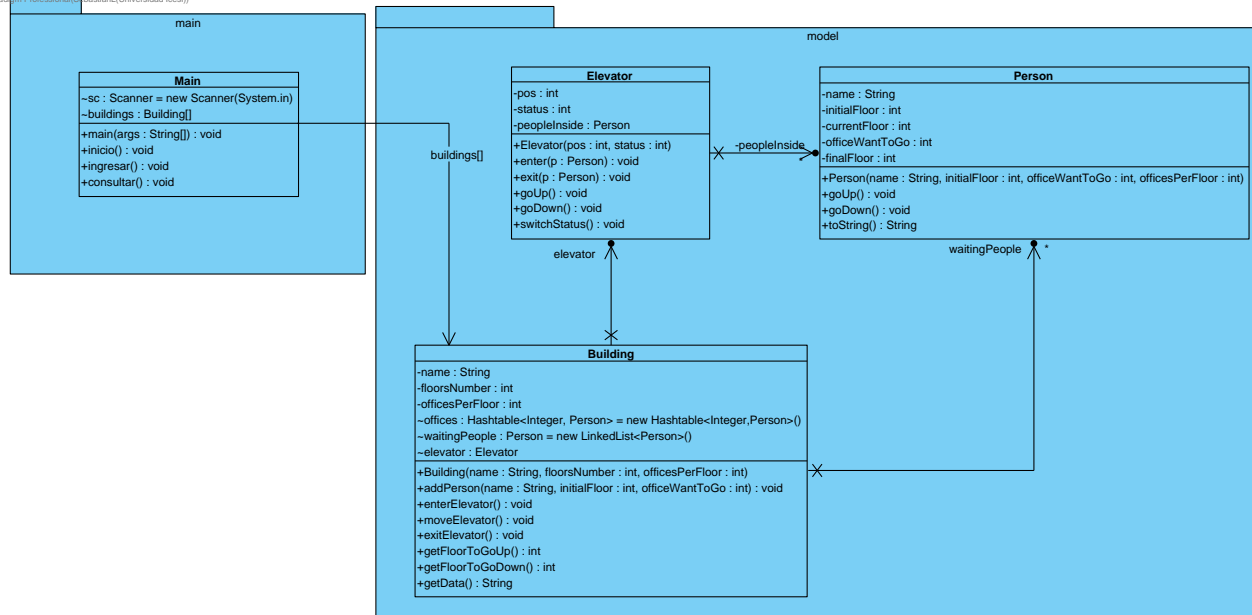 main
Main
~sc : Scanner = new Scanner(System.in)
~buildings : Building[]
+main(args : String[]) : void
+inicio() : void
+ingresar() : void
+consultar() : void
buildings[]
model
Elevator
-pos : int
-status : int
-peopleInside : Person
+Elevator(pos : int, status : int)
+enter(p : Person) : void
+exit(p : Person) : void
+goUp() : void
+goDown() : void
+switchStatus() : void
-peopleInside
*
Person
-name : String
-initialFloor : int
-currentFloor : int
-officeWantToGo : int
-finalFloor : int
+Person(name : String, initialFloor : int, officeWantToGo : int, officesPerFloor : int)
+goUp() : void
+goDown() : void
+toString() : String
elevator
waitingPeople *
Building
-name : String
-floorsNumber : int
-officesPerFloor : int
~offices : Hashtable<Integer, Person> = new Hashtable<Integer,Person>()
~waitingPeople : Person = new LinkedList<Person>()
~elevator : Elevator
+Building(name : String, floorsNumber : int, officesPerFloor : int)
+addPerson(name : String, initialFloor : int, officeWantToGo : int) : void
+enterElevator() : void
+moveElevator() : void
+exitElevator() : void
+getFloorToGoUp() : int
+getFloorToGoDown() : int
+getData() : String